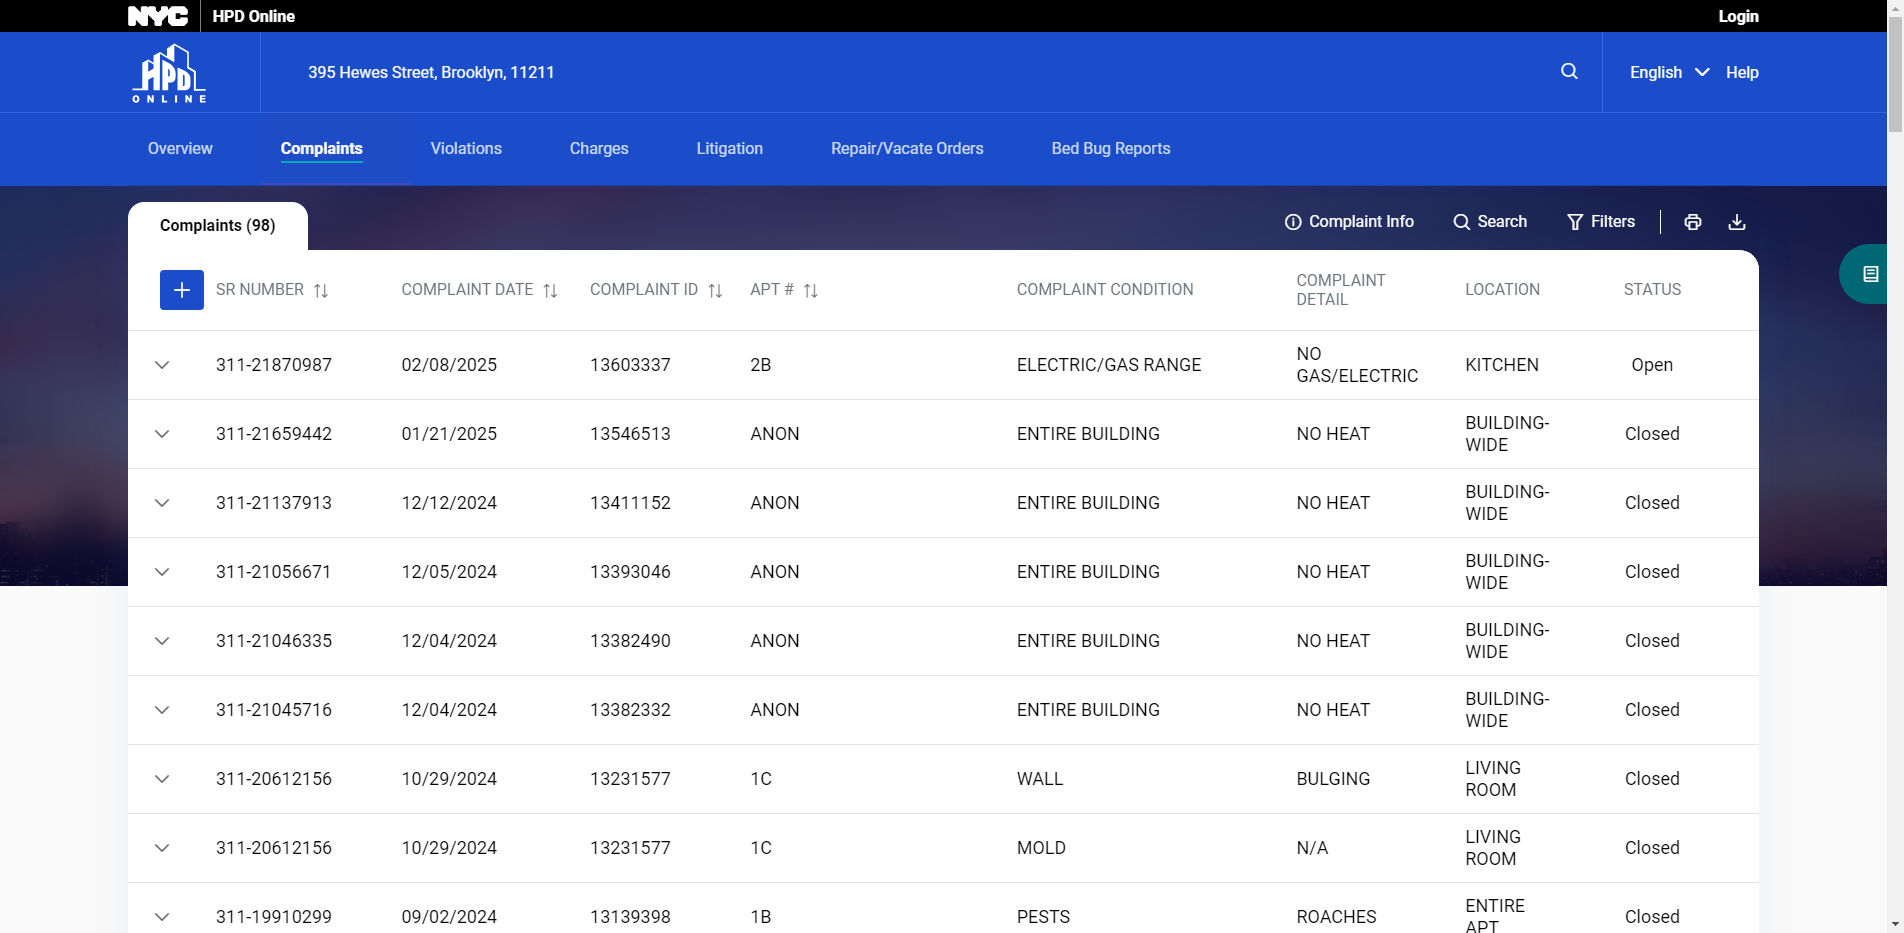 NYC HPD Online Login
HPD
ONLINE
395 Hewes Street, Brooklyn, 11211 English Help
Overview Complaints Violations Charges Litigation Repair/Vacate Orders Bed Bug Reports
Complaints (98) Complaint Info Search Filters
SR NUMBER COMPLAINT DATE COMPLAINT ID APT # COMPLAINT CONDITION COMPLAINT LOCATION STATUS
DETAIL
311-21870987 02/08/2025 13603337 2B ELECTRIC/GAS RANGE NO KITCHEN Open
GAS/ELECTRIC
311-21659442 01/21/2025 13546513 ANON ENTIRE BUILDING NO HEAT BUILDING- Closed
WIDE
311-21137913 12/12/2024 13411152 ANON ENTIRE BUILDING NO HEAT BUILDING- Closed
WIDE
311-21056671 12/05/2024 13393046 ANON ENTIRE BUILDING NO HEAT BUILDING- Closed
WIDE
311-21046335 12/04/2024 13382490 ANON ENTIRE BUILDING NO HEAT BUILDING- Closed
WIDE
311-21045716 12/04/2024 13382332 ANON ENTIRE BUILDING NO HEAT BUILDING- Closed
WIDE
311-20612156 10/29/2024 13231577 1C WALL BULGING LIVING Closed
ROOM
311-20612156 10/29/2024 13231577 1C MOLD N/A LIVING Closed
ROOM
311-19910299 09/02/2024 13139398 1B PESTS ROACHES ENTIRE Closed
APT